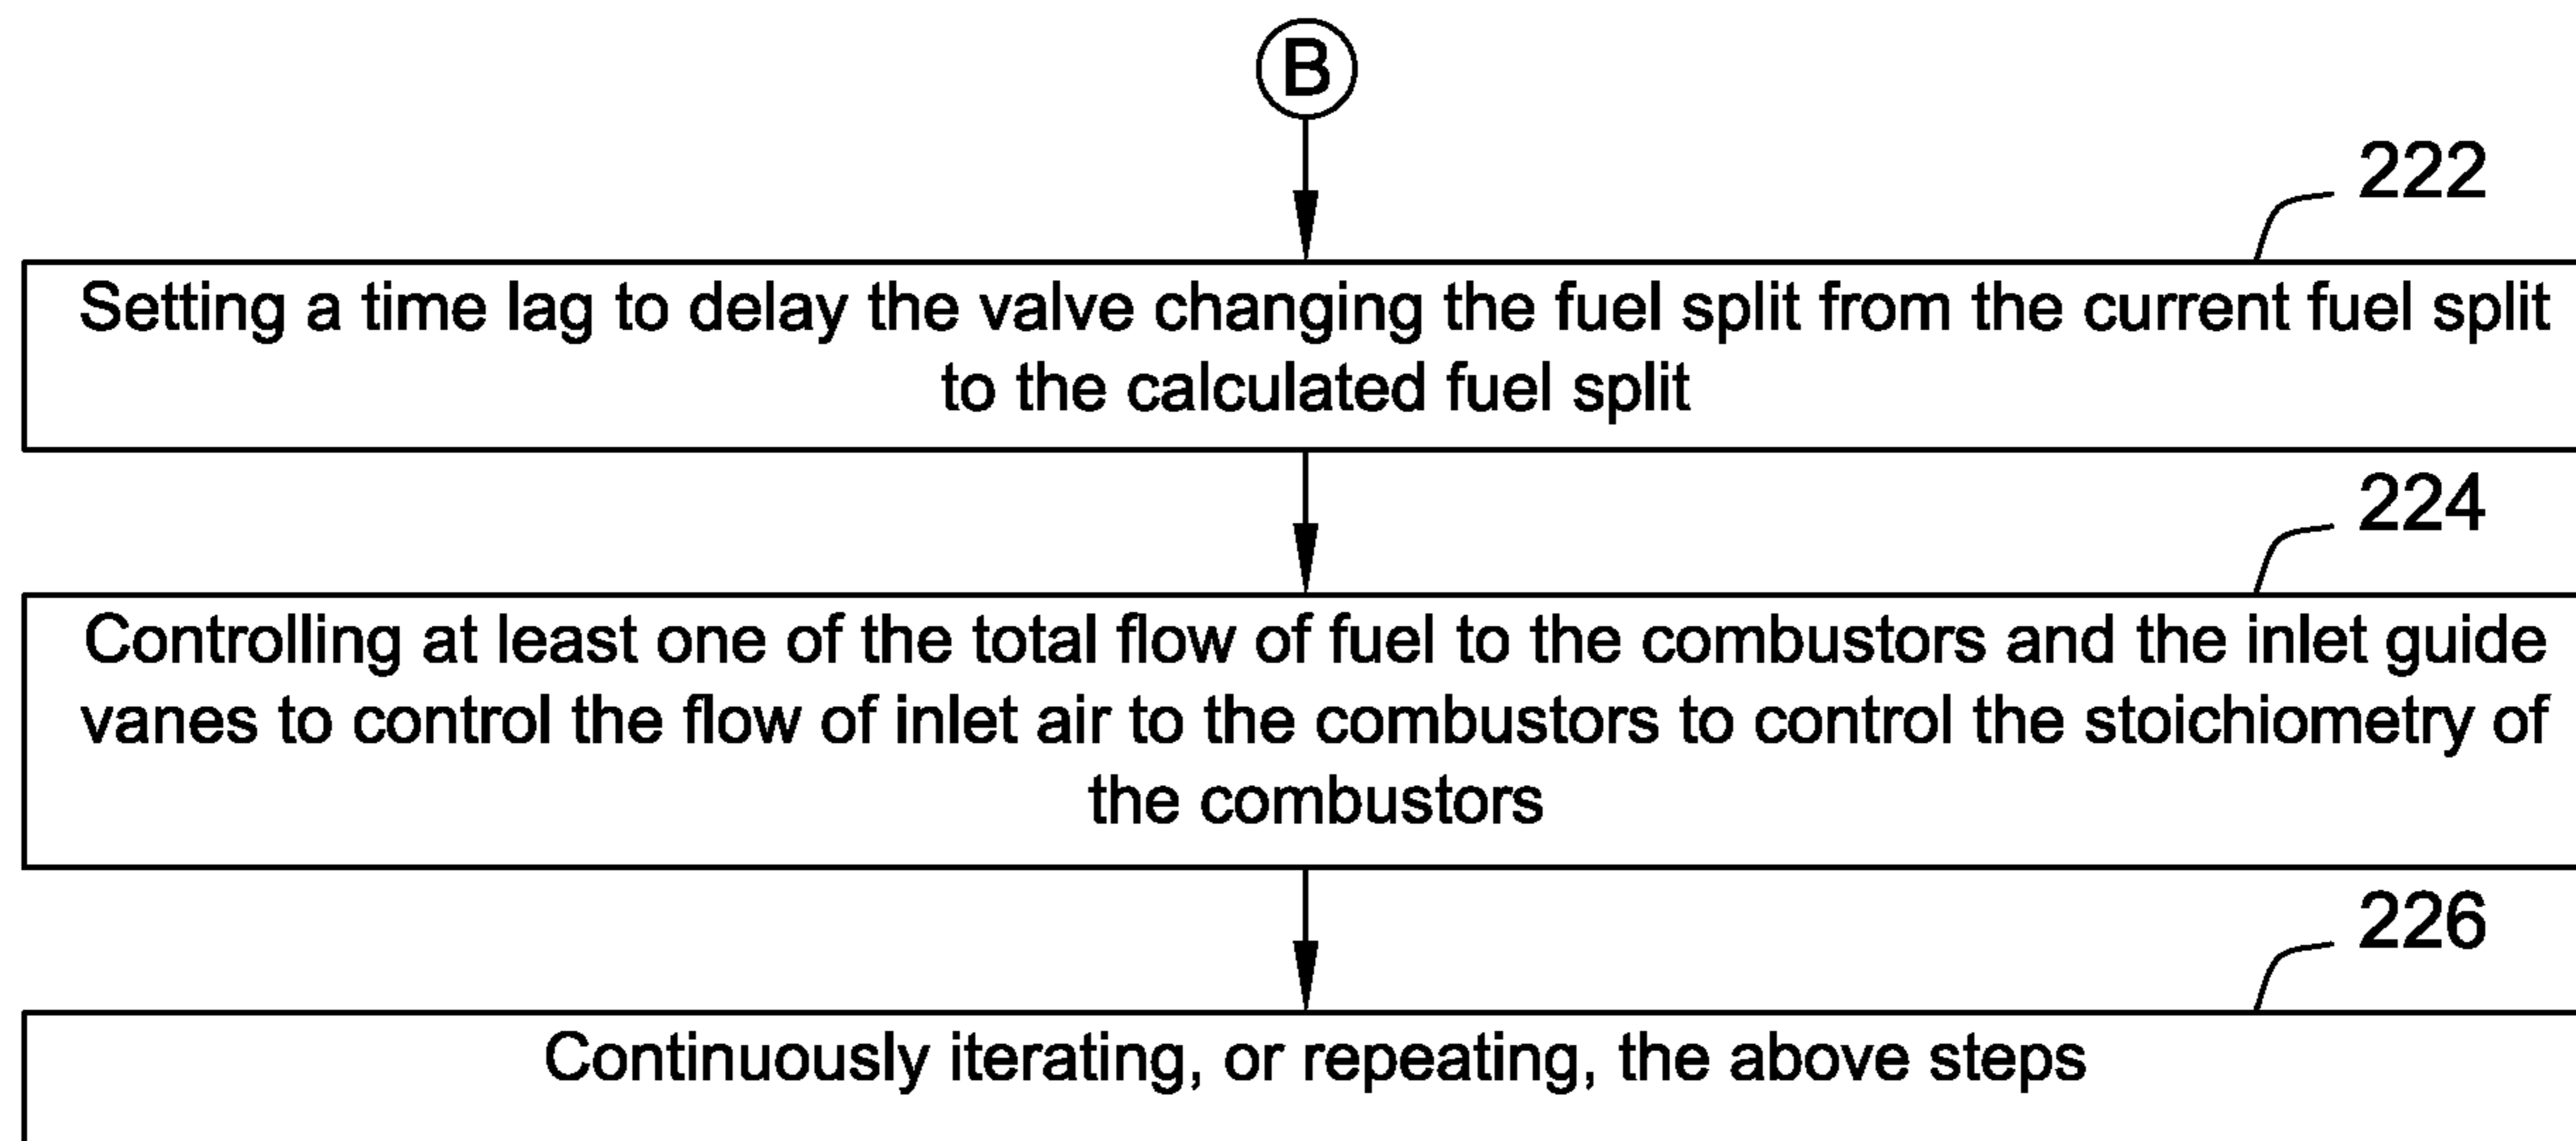 B
222
Setting a time lag to delay the valve changing the fuel split from the current fuel split
to the calculated fuel split
224
Controlling at least one of the total flow of fuel to the combustors and the inlet guide
vanes to control the flow of inlet air to the combustors to control the stoichiometry of
the combustors
226
Continuously iterating, or repeating, the above steps